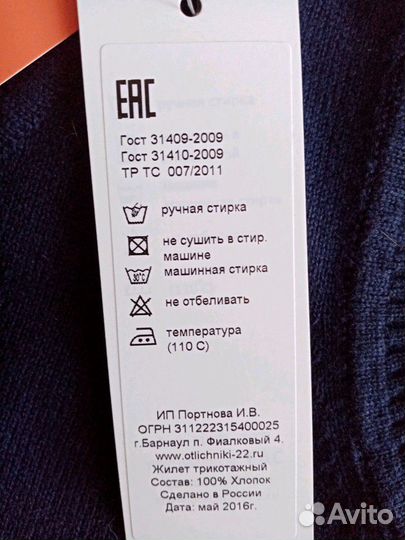 EAC
Гост 31409-2009
Гост 31410-2009
ТР ТС 007/2011
ручная стирка
не сушить в стир.
машине
30°C
машинная стирка
не отбеливать
температура
(110 С)
ИП Портнова И.В.
ОГРН 311222315400025
г.Барнаул п. Фиалковый 4.
www.otlichniki-22.ru
Жилет трикотажный
Состав: 100% Хлопок
Сделано в России
Дата: май 2016г.
Avito